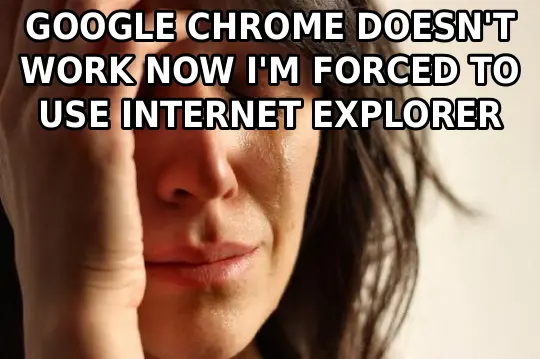 GOOGLE CHROME DOESN'T
WORK NOW I'M FORCED TO
USE INTERNET EXPLORER